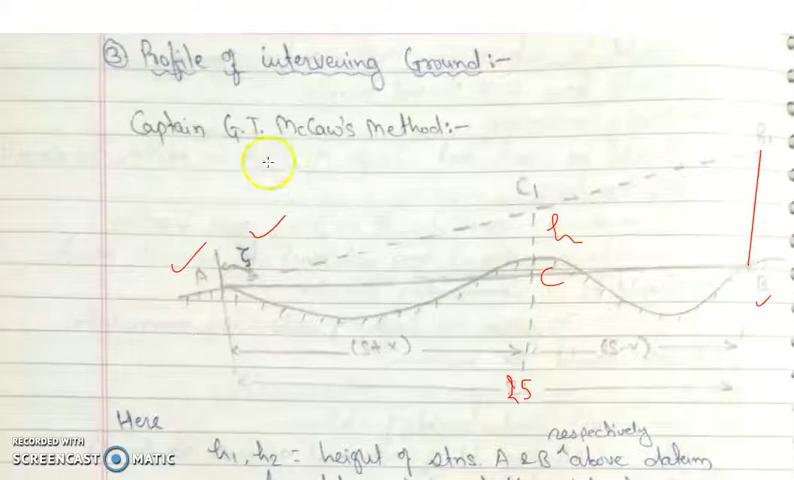 ③ Profile of intervening Ground:-
Captain G.T. McCaw's Method:-
C1
h
A
ζ
C
B
(S+x)
(S-x)
2S
Here
respectively
h1, h2 = height of stns. A & B ^ above datum
RECORDED WITH
SCREENCAST MATIC